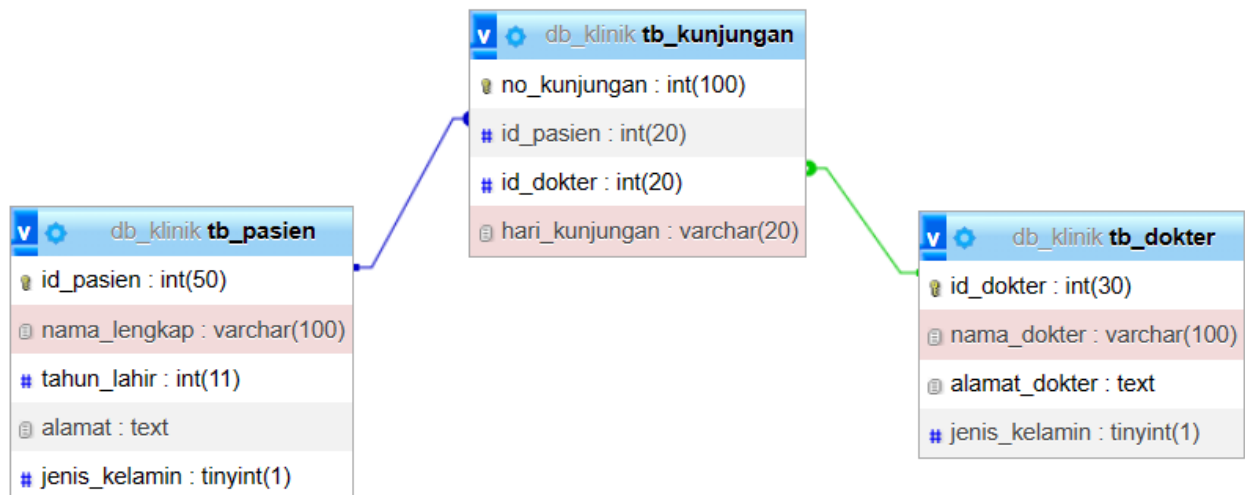 v db_klinik tb_kunjungan
no_kunjungan : int(100)
# id_pasien : int(20)
# id_dokter : int(20)
hari_kunjungan : varchar(20)
v db_klinik tb_pasien
id_pasien : int(50)
nama_lengkap : varchar(100)
# tahun_lahir : int(11)
alamat : text
# jenis_kelamin : tinyint(1)
v db_klinik tb_dokter
id_dokter : int(30)
nama_dokter : varchar(100)
alamat_dokter : text
# jenis_kelamin : tinyint(1)